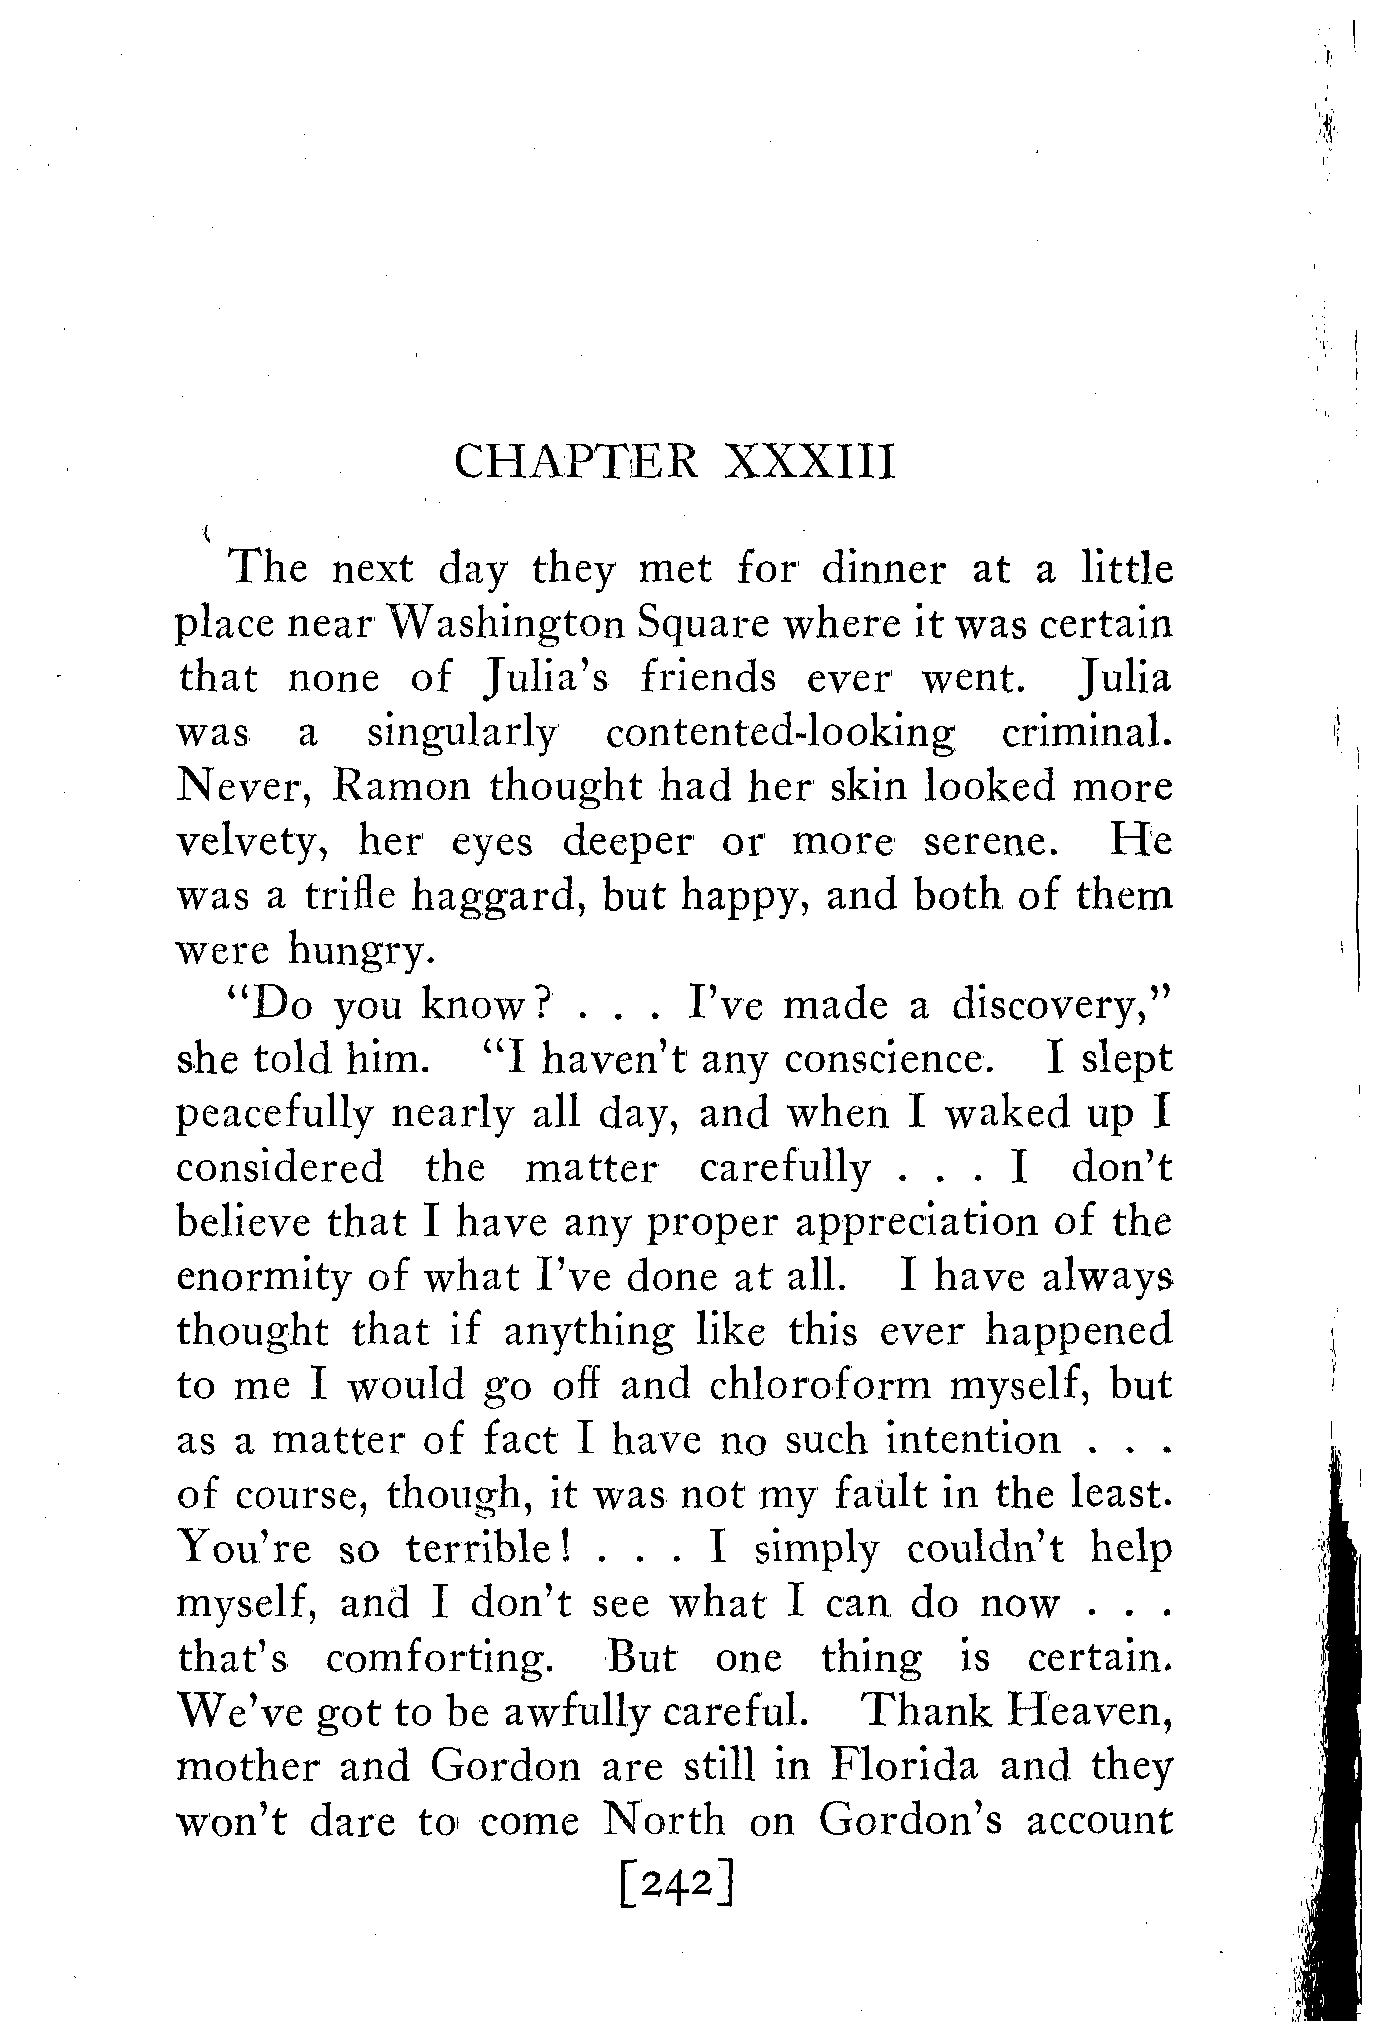 CHAPTER XXXIII
The next day they met for dinner at a little
place near Washington Square where it was certain
that none of Julia's friends ever went. Julia
was a singularly contented-looking criminal.
Never, Ramon thought had her skin looked more
velvety, her eyes deeper or more serene. He
was a trifle haggard, but happy, and both of them
were hungry.
"Do you know? . . . I've made a discovery,"
she told him. "I haven't any conscience. I slept
peacefully nearly all day, and when I waked up I
considered the matter carefully . . . I don't
believe that I have any proper appreciation of the
enormity of what I've done at all. I have always
thought that if anything like this ever happened
to me I would go off and chloroform myself, but
as a matter of fact I have no such intention . . .
of course, though, it was not my fault in the least.
You're so terrible! . . . I simply couldn't help
myself, and I don't see what I can do now . . .
that's comforting. But one thing is certain.
We've got to be awfully careful. Thank Heaven,
mother and Gordon are still in Florida and they
won't dare to come North on Gordon's account
[242]